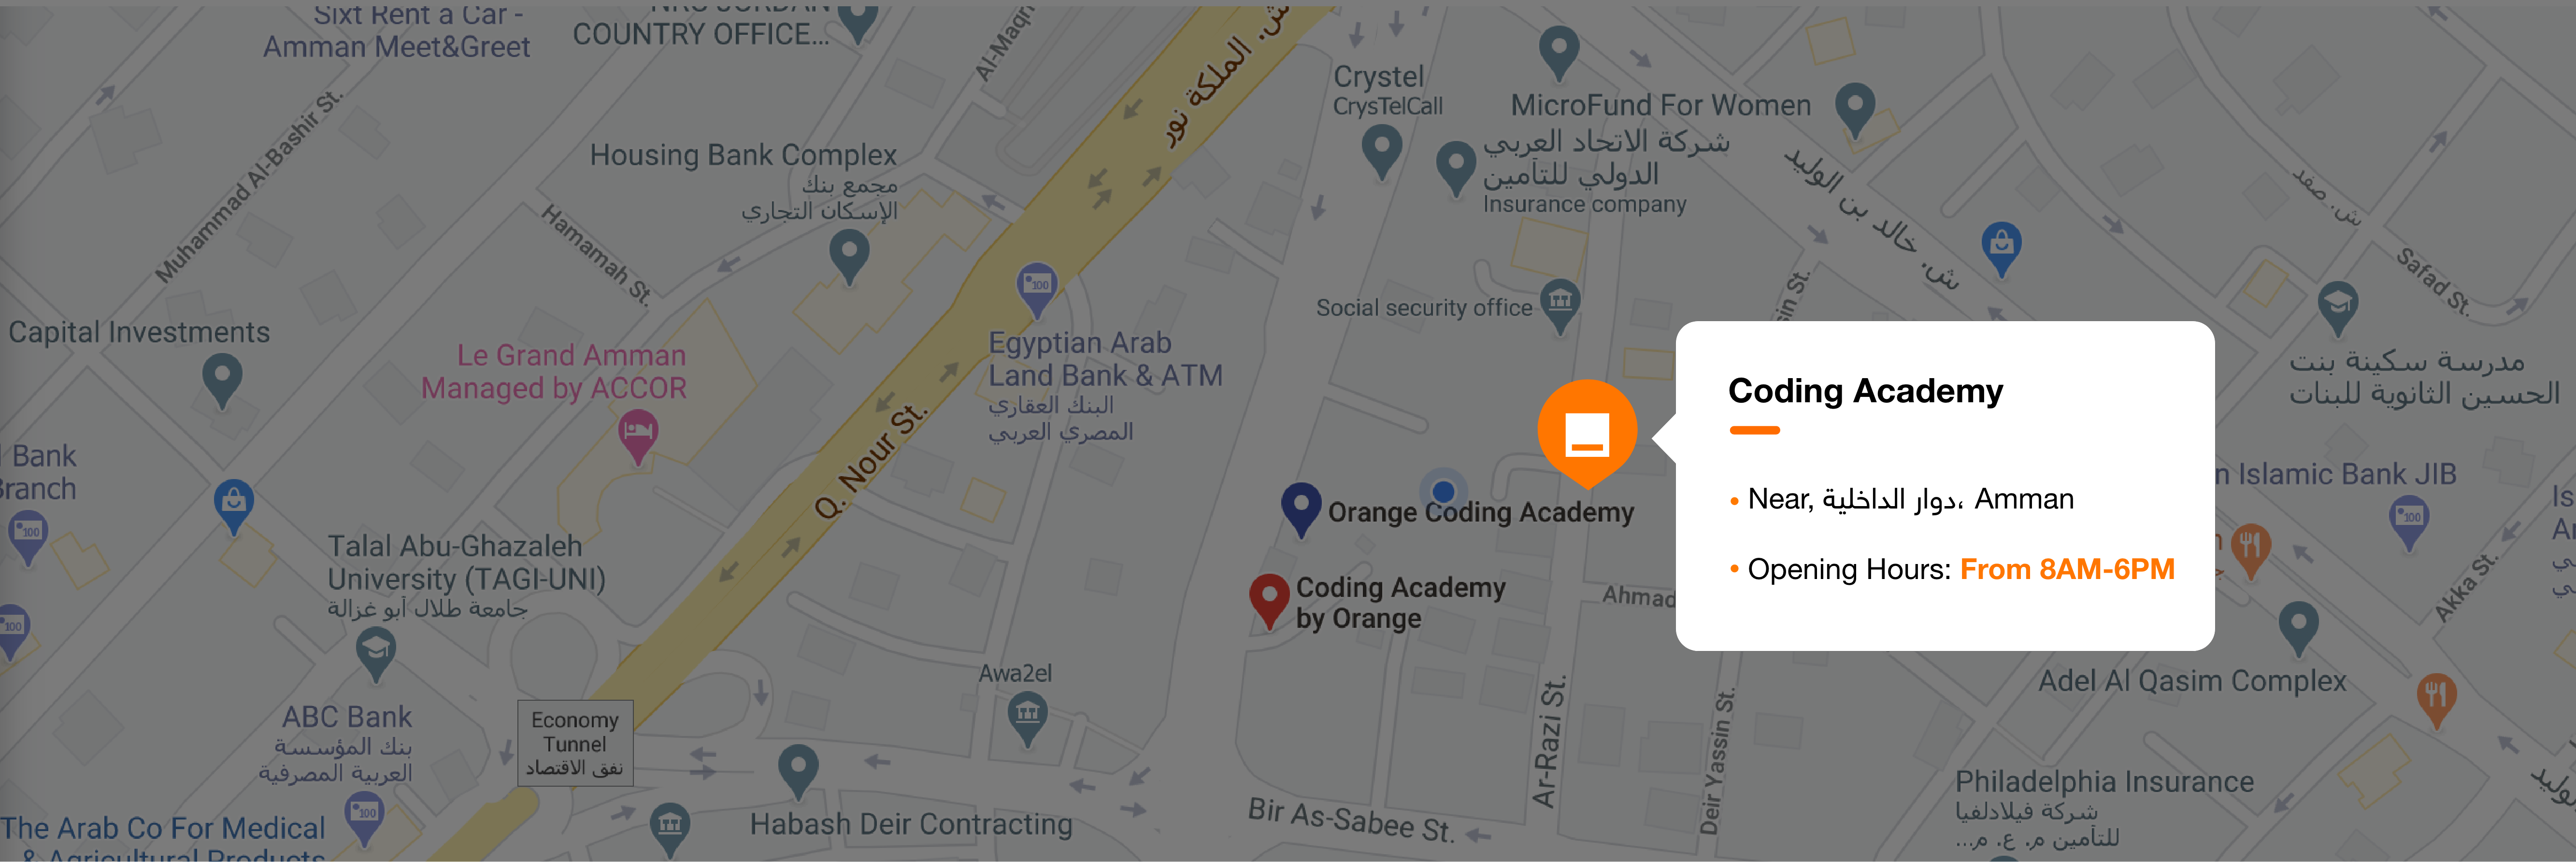 Sixt Rent a Car -
Amman Meet&Greet
NRC JORDAN
COUNTRY OFFICE...
Al-Maqri
ش. الملكة نور
Crystel
CrysTelCall
MicroFund For Women
شركة الاتحاد العربي
الدولي للتأمين
Insurance company
ش. خالد بن الوليد
ش. صفد
Safad St.
Muhammad Al-Bashir St.
Housing Bank Complex
مجمع بنك
الإسكان التجاري
Hamamah St.
Capital Investments
Le Grand Amman
Managed by ACCOR
Egyptian Arab
Land Bank & ATM
البنك العقاري
المصري العربي
Social security office
sin St.
Q. Nour St.
Coding Academy
Near, دوار الداخلية، Amman
Opening Hours: From 8AM-6PM
مدرسة سكينة بنت
الحسين الثانوية للبنات
n Islamic Bank JIB
Bank
Branch
Orange Coding Academy
Coding Academy
by Orange
Talal Abu-Ghazaleh
University (TAGI-UNI)
جامعة طلال أبو غزالة
Ahmad
Akka St.
Awa2el
Adel Al Qasim Complex
ABC Bank
بنك المؤسسة
العربية المصرفية
Economy
Tunnel
نفق الاقتصاد
Ar-Razi St.
Deir Yassin St.
Bir As-Sabee St.
Philadelphia Insurance
شركة فيلادلفيا
للتأمين م. ع. م...
الوليد
Habash Deir Contracting
The Arab Co For Medical
& Agricultural Products